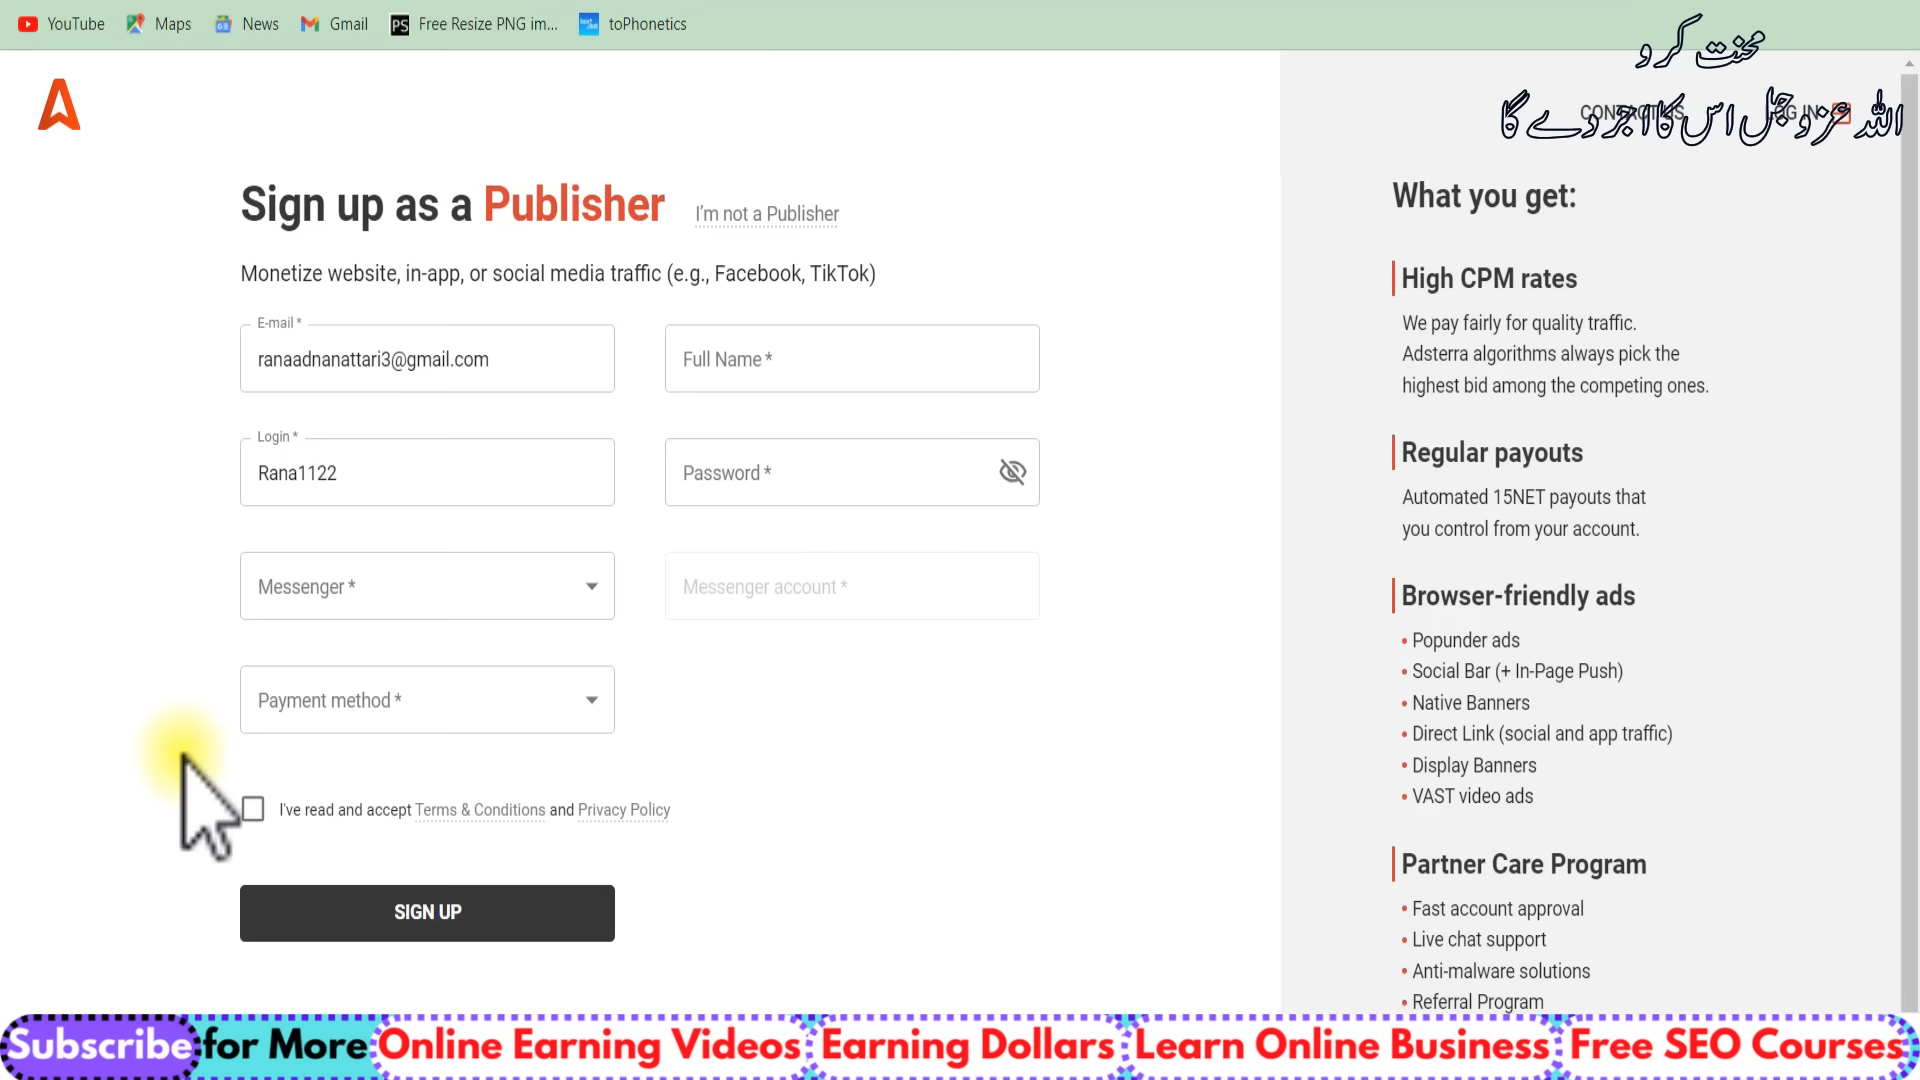 YouTube Maps News Gmail Free Resize PNG im... toPhonetics
محنت کرو
اللہ عزوجل اس کا اجر دے گا
CONTACT US LOG IN
Sign up as a Publisher I'm not a Publisher
Monetize website, in-app, or social media traffic (e.g., Facebook, TikTok)
E-mail *
ranaadnanattari3@gmail.com
Full Name *
Login *
Rana1122
Password *
Messenger *
Messenger account *
Payment method *
I've read and accept Terms & Conditions and Privacy Policy
SIGN UP
What you get:
High CPM rates
We pay fairly for quality traffic.
Adsterra algorithms always pick the
highest bid among the competing ones.
Regular payouts
Automated 15NET payouts that
you control from your account.
Browser-friendly ads
• Popunder ads
• Social Bar (+ In-Page Push)
• Native Banners
• Direct Link (social and app traffic)
• Display Banners
• VAST video ads
Partner Care Program
• Fast account approval
• Live chat support
• Anti-malware solutions
• Referral Program
Subscribe for More Online Earning Videos Earning Dollars Learn Online Business Free SEO Courses